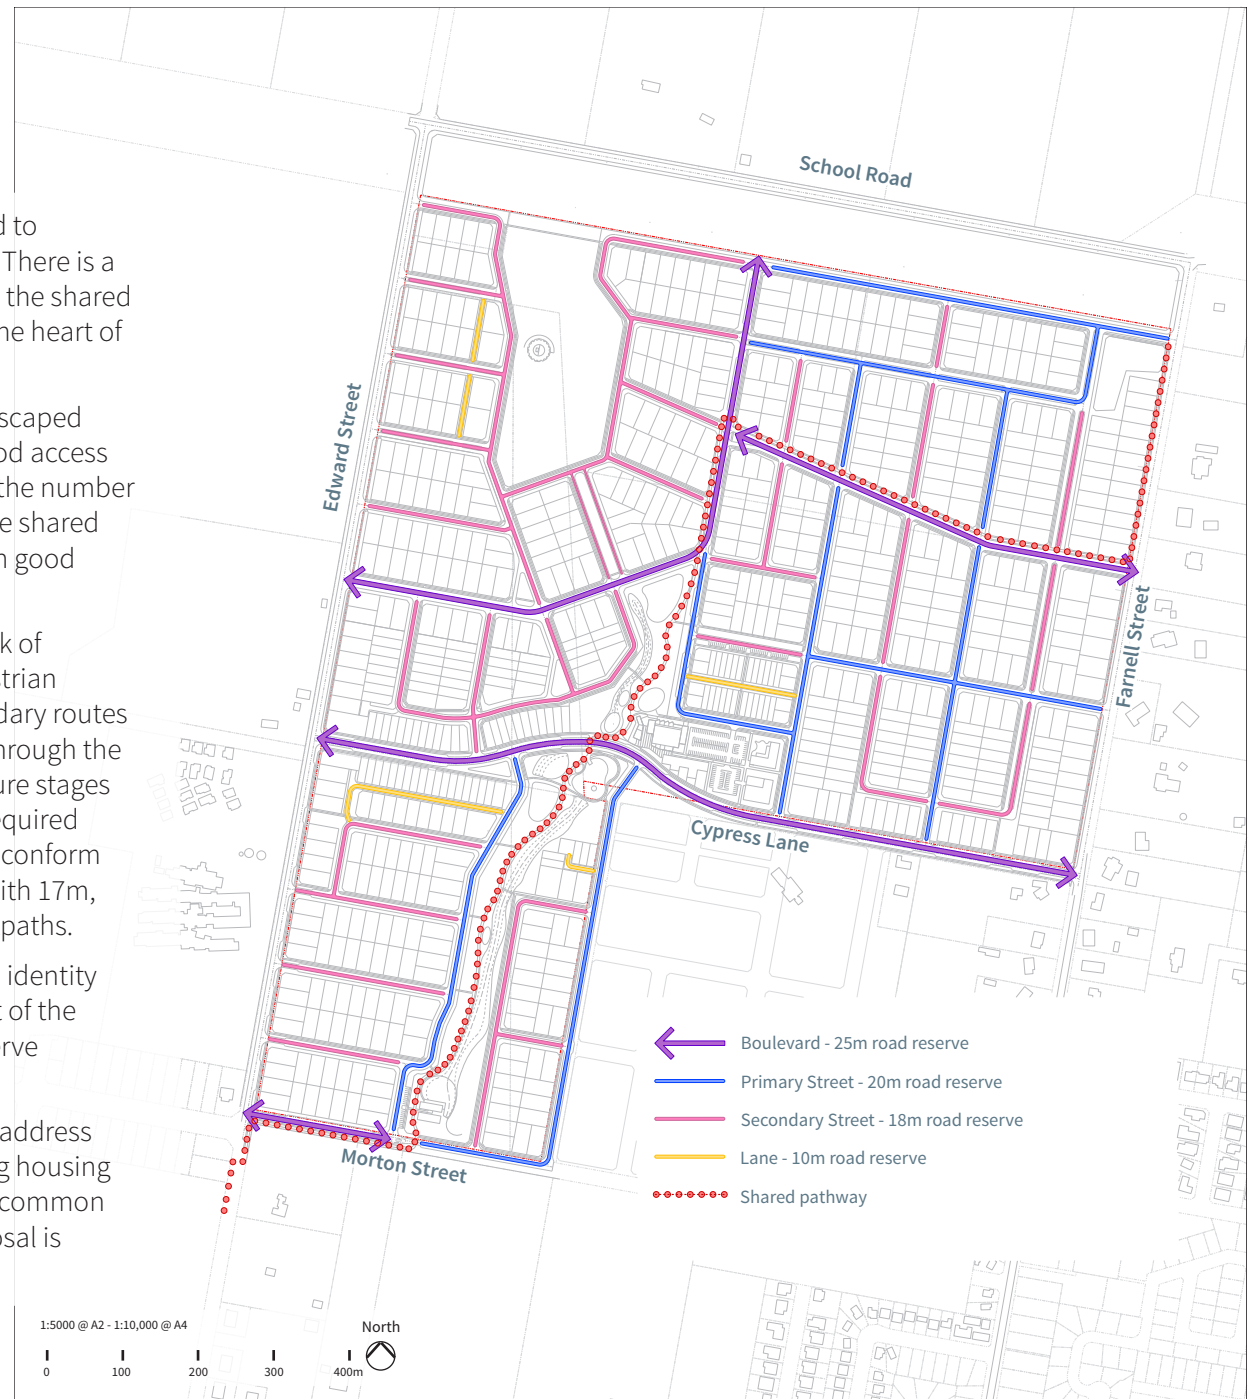 d to
There is a
the shared
he heart of
scaped
od access
the number
e shared
n good
k of
strian
dary routes
hrough the
ure stages
equired
conform
ith 17m,
paths.
identity
t of the
erve
address
g housing
common
osal is
School Road
Edward Street
Farnell Street
Cypress Lane
Morton Street
Boulevard - 25m road reserve
Primary Street - 20m road reserve
Secondary Street - 18m road reserve
Lane - 10m road reserve
Shared pathway
1:5000 @ A2 - 1:10,000 @ A4
North
0 100 200 300 400m